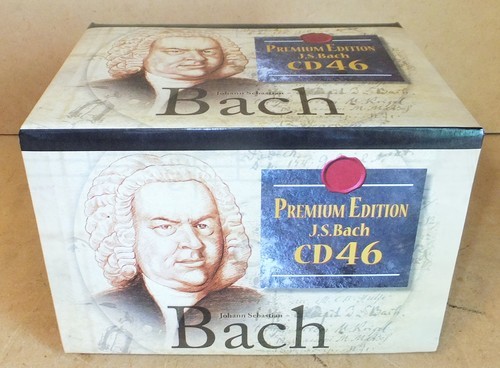 PREMIUM EDITION
J.S.Bach
CD46
Johann Sebastian
Bach
PREMIUM EDITION
J.S.Bach
CD46
Johann Sebastian
Bach